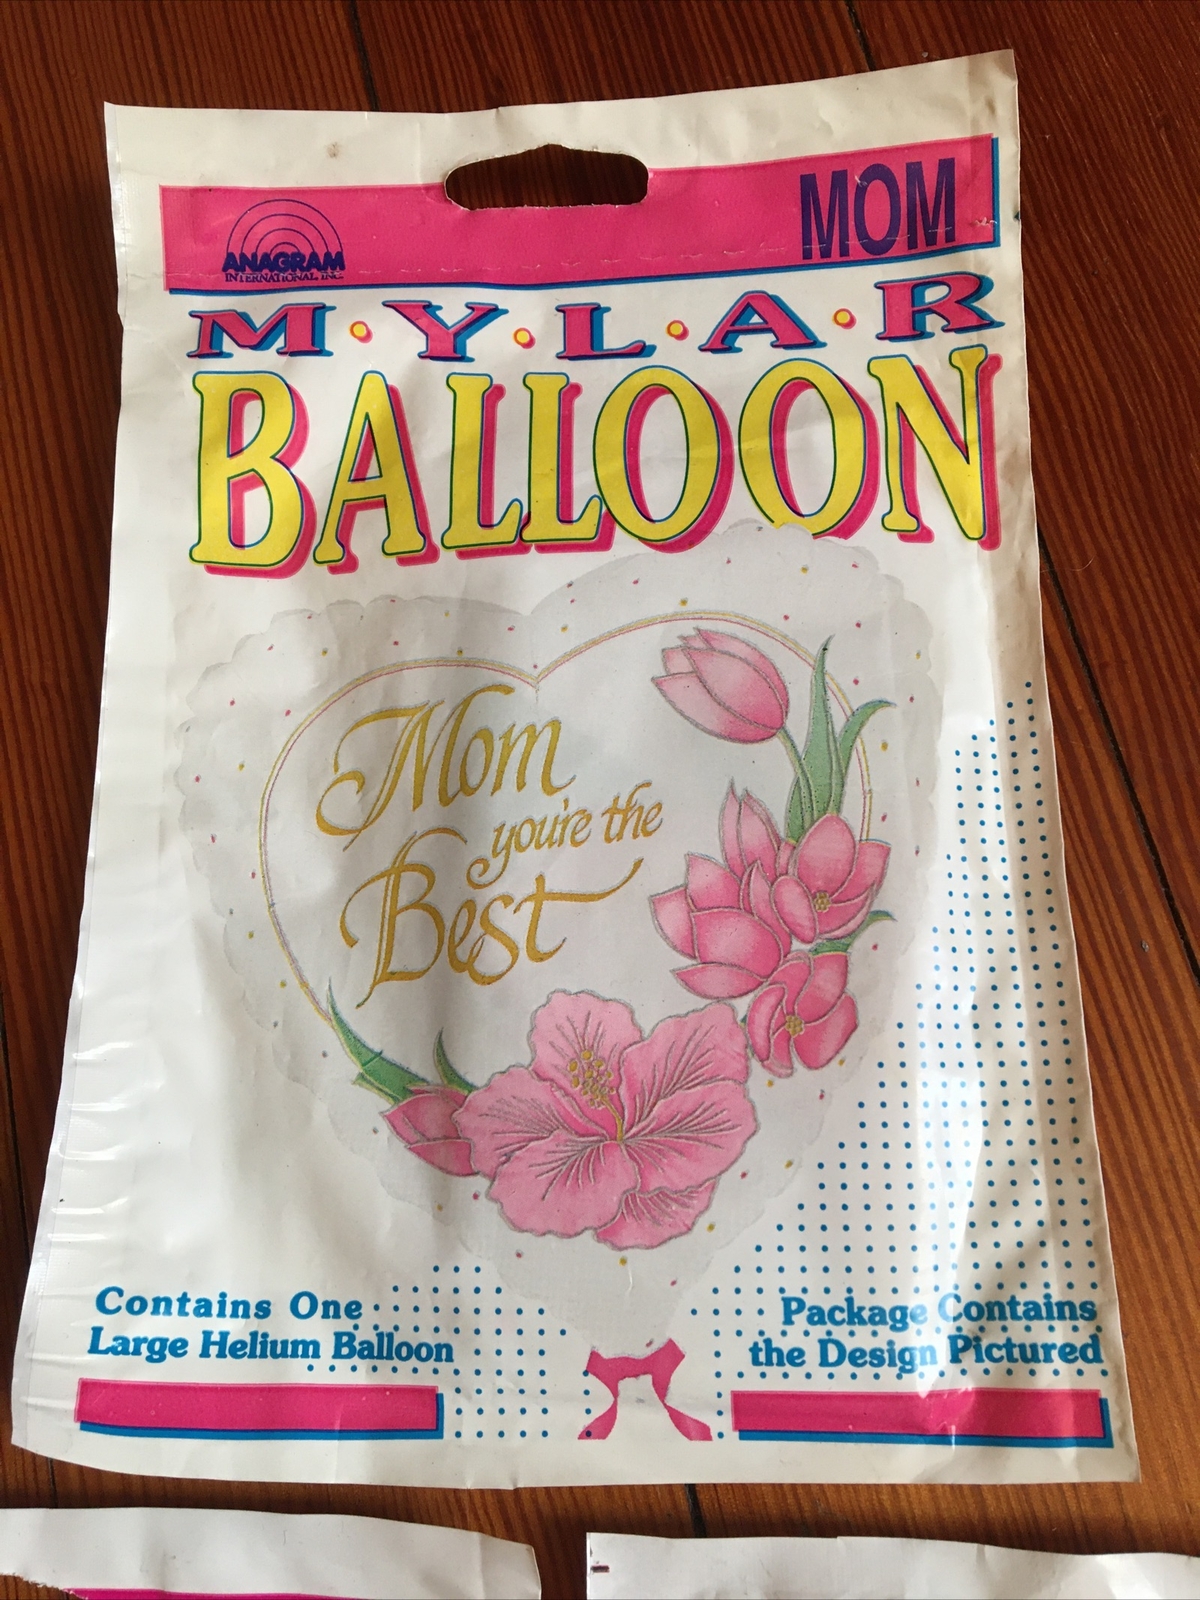 ANAGRAM
INTERNATIONAL, INC.
MOM
M·Y·L·A·R
BALLOON
Mom
you're the
Best
Contains One
Large Helium Balloon
Package Contains
the Design Pictured